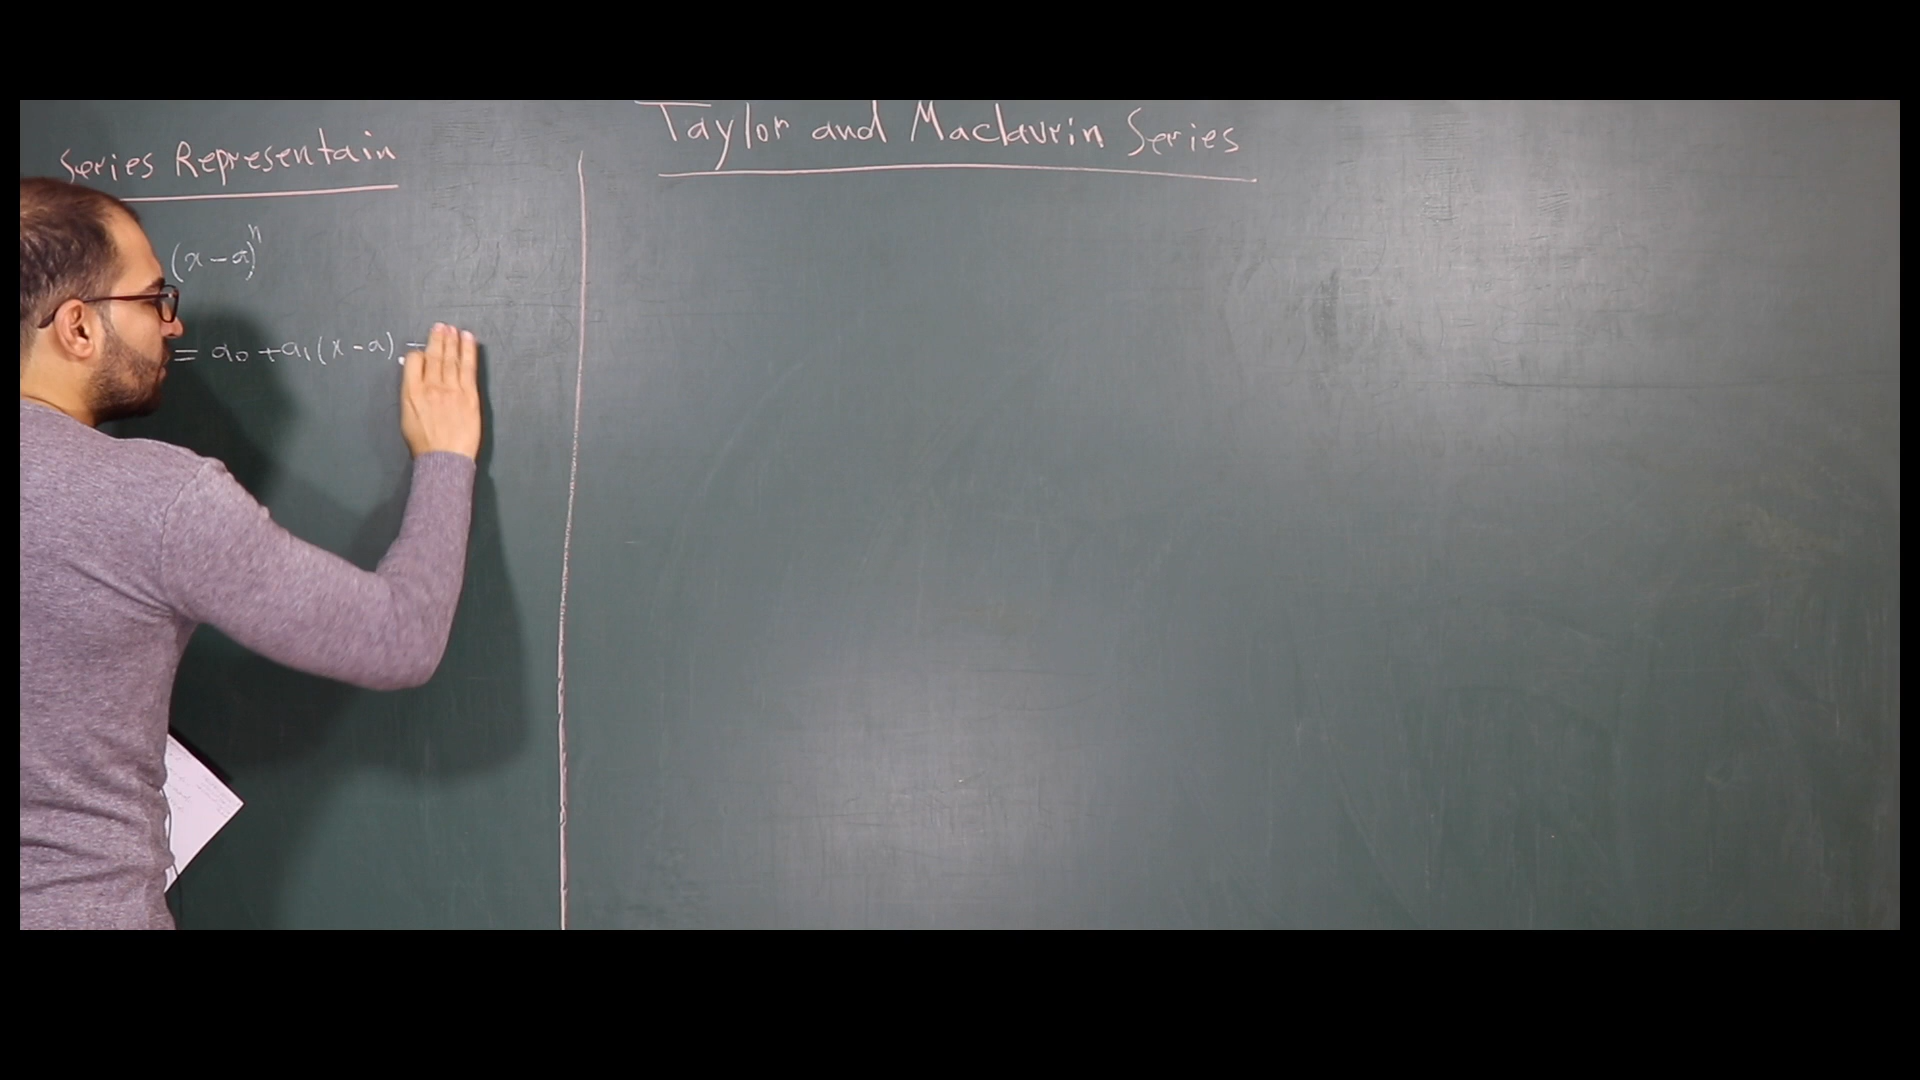 Series Representain
(x-a)^n
= a₀ + a₁(x-a) +
Taylor and Maclaurin Series